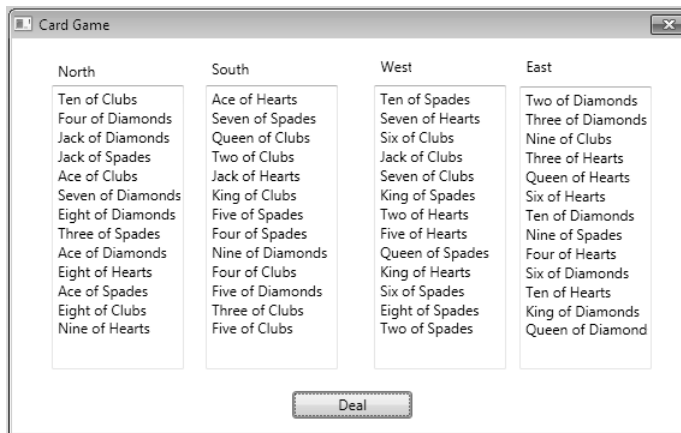 Card Game
North
Ten of Clubs
Four of Diamonds
Jack of Diamonds
Jack of Spades
Ace of Clubs
Seven of Diamonds
Eight of Diamonds
Three of Spades
Ace of Diamonds
Eight of Hearts
Ace of Spades
Eight of Clubs
Nine of Hearts
South
Ace of Hearts
Seven of Spades
Queen of Clubs
Two of Clubs
Jack of Hearts
King of Clubs
Five of Spades
Four of Spades
Nine of Diamonds
Four of Clubs
Five of Diamonds
Three of Clubs
Five of Clubs
West
Ten of Spades
Seven of Hearts
Six of Clubs
Jack of Clubs
Seven of Clubs
King of Spades
Two of Hearts
Five of Hearts
Queen of Spades
King of Hearts
Six of Spades
Eight of Spades
Two of Spades
East
Two of Diamonds
Three of Diamonds
Nine of Clubs
Three of Hearts
Queen of Hearts
Six of Hearts
Ten of Diamonds
Nine of Spades
Four of Hearts
Six of Diamonds
Ten of Hearts
King of Diamonds
Queen of Diamond
Deal